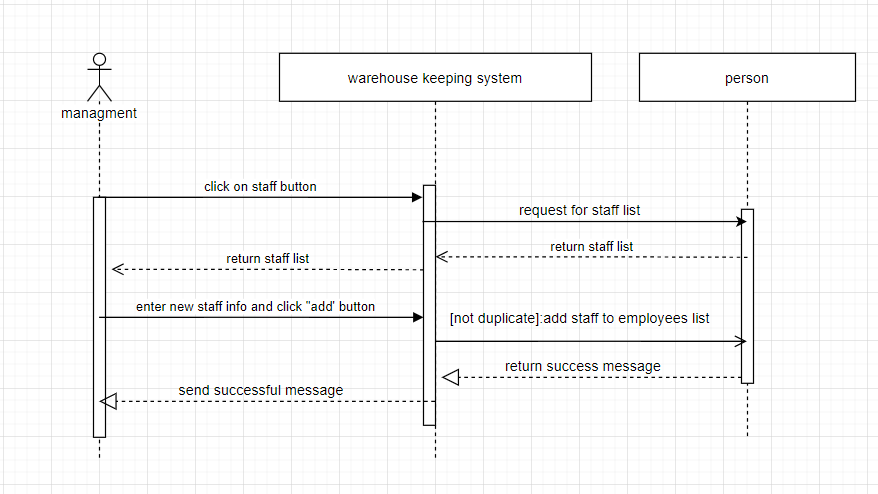 warehouse keeping system
person
managment
click on staff button
request for staff list
return staff list
return staff list
enter new staff info and click "add' button
[not duplicate]:add staff to employees list
return success message
send successful message